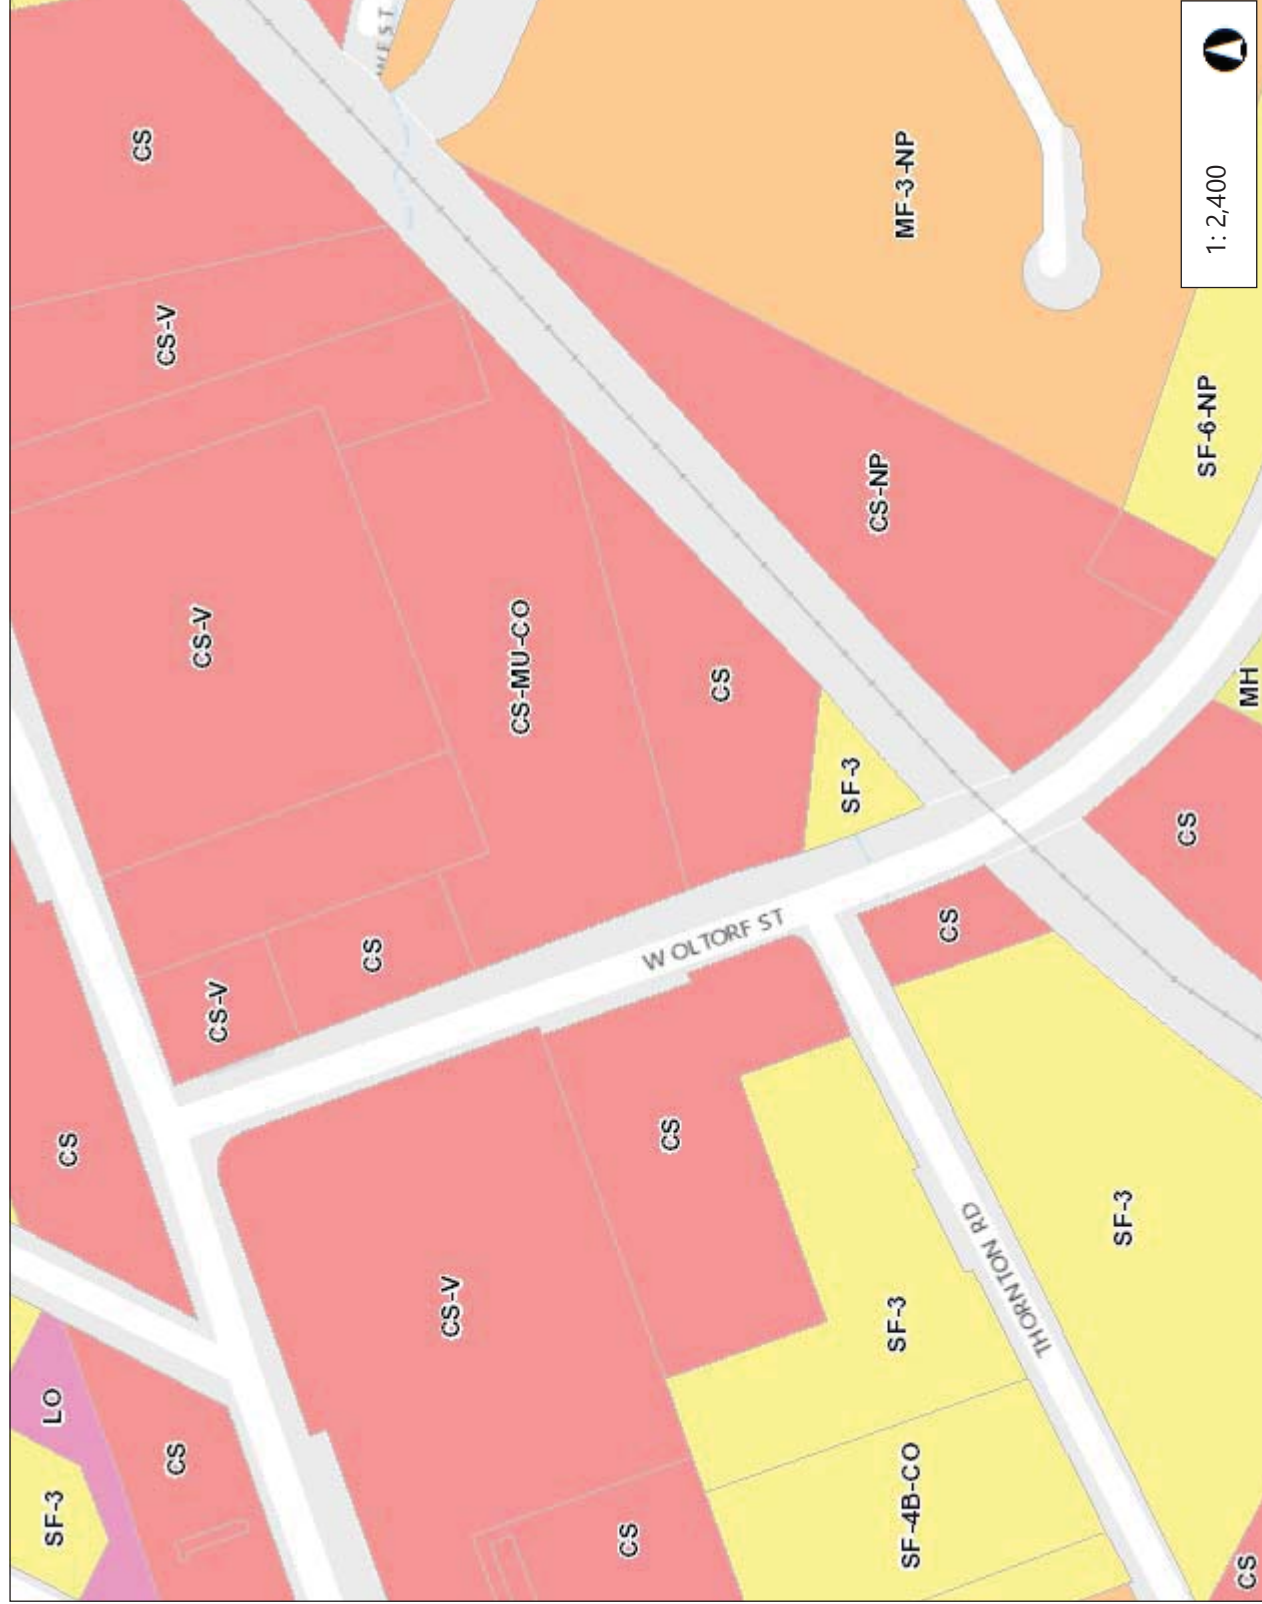 SF-3
LO
CS
CS
CS-V
CS
CS-V
CS-V
CS
WEST
CS-V
CS-MU-CO
CS
CS
W OLTORF ST
CS
SF-3
CS-NP
SF-3
MF-3-NP
SF-4B-CO
CS
THORNTON RD
SF-3
CS
SF-6-NP
1: 2,400
CS
MH